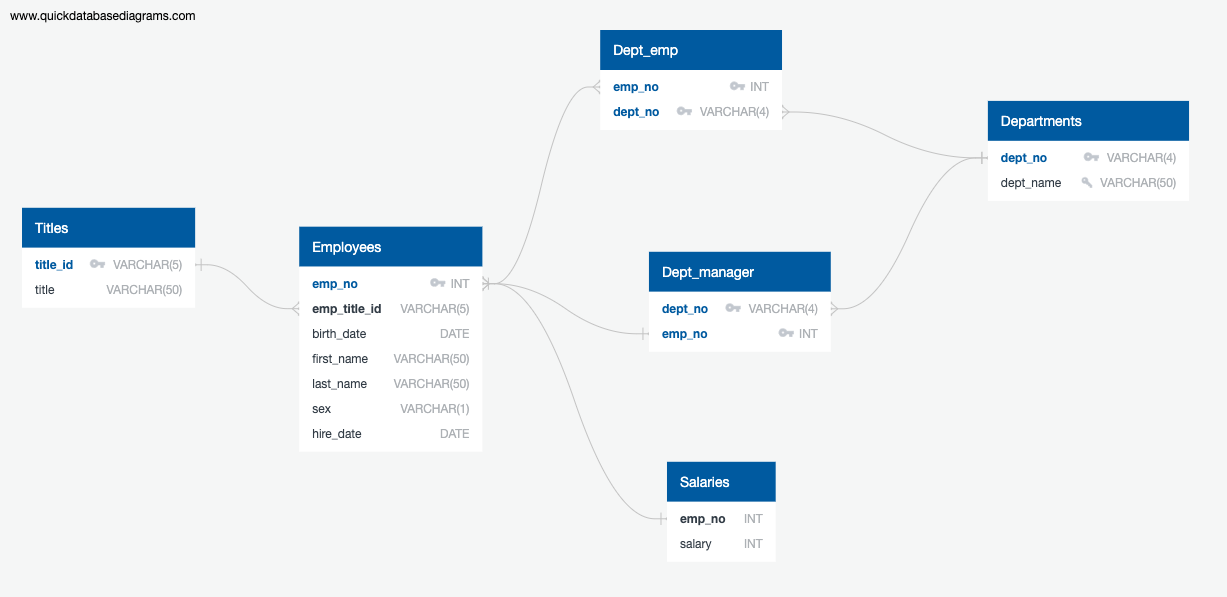 www.quickdatabasediagrams.com
Dept_emp
emp_no INT
dept_no VARCHAR(4)
Departments
dept_no VARCHAR(4)
dept_name VARCHAR(50)
Titles
title_id VARCHAR(5)
title VARCHAR(50)
Employees
emp_no INT
emp_title_id VARCHAR(5)
birth_date DATE
first_name VARCHAR(50)
last_name VARCHAR(50)
sex VARCHAR(1)
hire_date DATE
Dept_manager
dept_no VARCHAR(4)
emp_no INT
Salaries
emp_no INT
salary INT